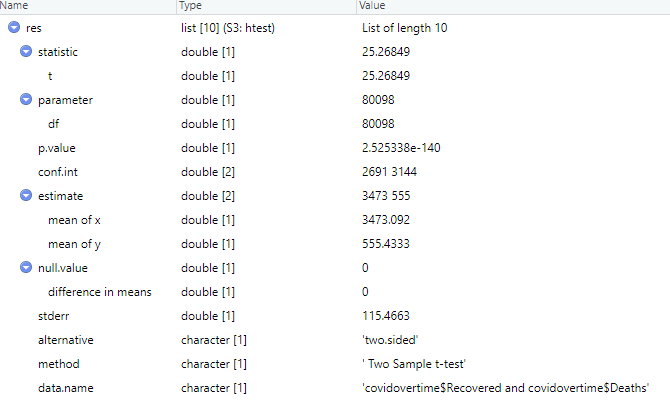 Name Type Value
res list [10] (S3: htest) List of length 10
statistic double [1] 25.26849
t double [1] 25.26849
parameter double [1] 80098
df double [1] 80098
p.value double [1] 2.525338e-140
conf.int double [2] 2691 3144
estimate double [2] 3473 555
mean of x double [1] 3473.092
mean of y double [1] 555.4333
null.value double [1] 0
difference in means double [1] 0
stderr double [1] 115.4663
alternative character [1] 'two.sided'
method character [1] ' Two Sample t-test'
data.name character [1] 'covidovertime$Recovered and covidovertime$Deaths'